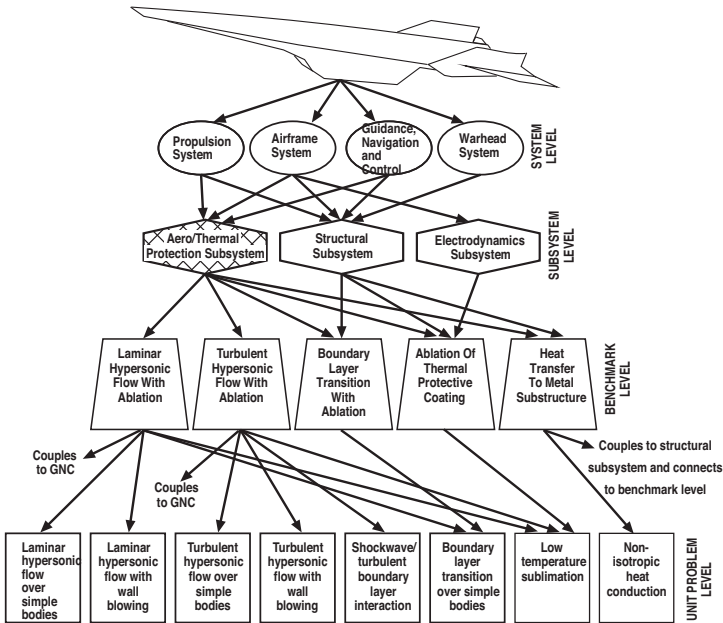 Propulsion
System
Airframe
System
Guidance,
Navigation
and
Control
Warhead
System
SYSTEM
LEVEL
Aero/Thermal
Protection Subsystem
Structural
Subsystem
Electrodynamics
Subsystem
SUBSYSTEM
LEVEL
Laminar
Hypersonic
Flow With
Ablation
Turbulent
Hypersonic
Flow With
Ablation
Boundary
Layer
Transition
With
Ablation
Ablation Of
Thermal
Protective
Coating
Heat
Transfer
To Metal
Substructure
BENCHMARK
LEVEL
Couples
to GNC
Couples
to GNC
Couples to structural
subsystem and connects
to benchmark level
Laminar
hypersonic
flow
over
simple
bodies
Laminar
hypersonic
flow with
wall
blowing
Turbulent
hypersonic
flow over
simple
bodies
Turbulent
hypersonic
flow with
wall
blowing
Shockwave/
turbulent
boundary
layer
interaction
Boundary
layer
transition
over simple
bodies
Low
temperature
sublimation
Non-
isotropic
heat
conduction
UNIT PROBLEM
LEVEL